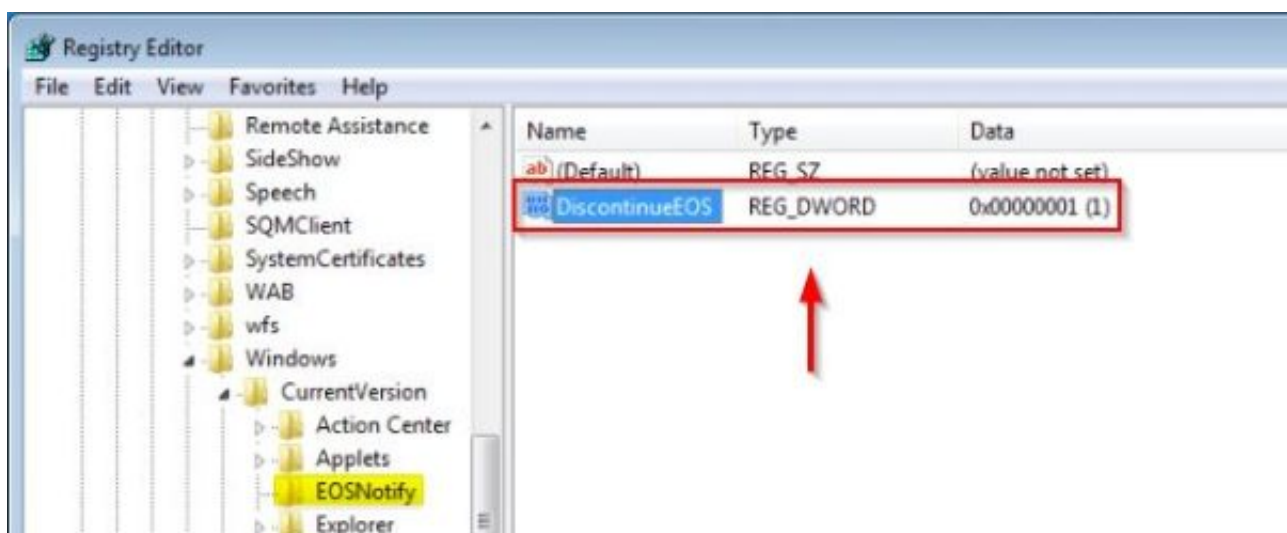 Registry Editor
File Edit View Favorites Help
Remote Assistance
SideShow
Speech
SQMClient
SystemCertificates
WAB
wfs
Windows
CurrentVersion
Action Center
Applets
EOSNotify
Explorer
Name Type Data
ab (Default) REG_SZ (value not set)
DiscontinueEOS REG_DWORD 0x00000001 (1)